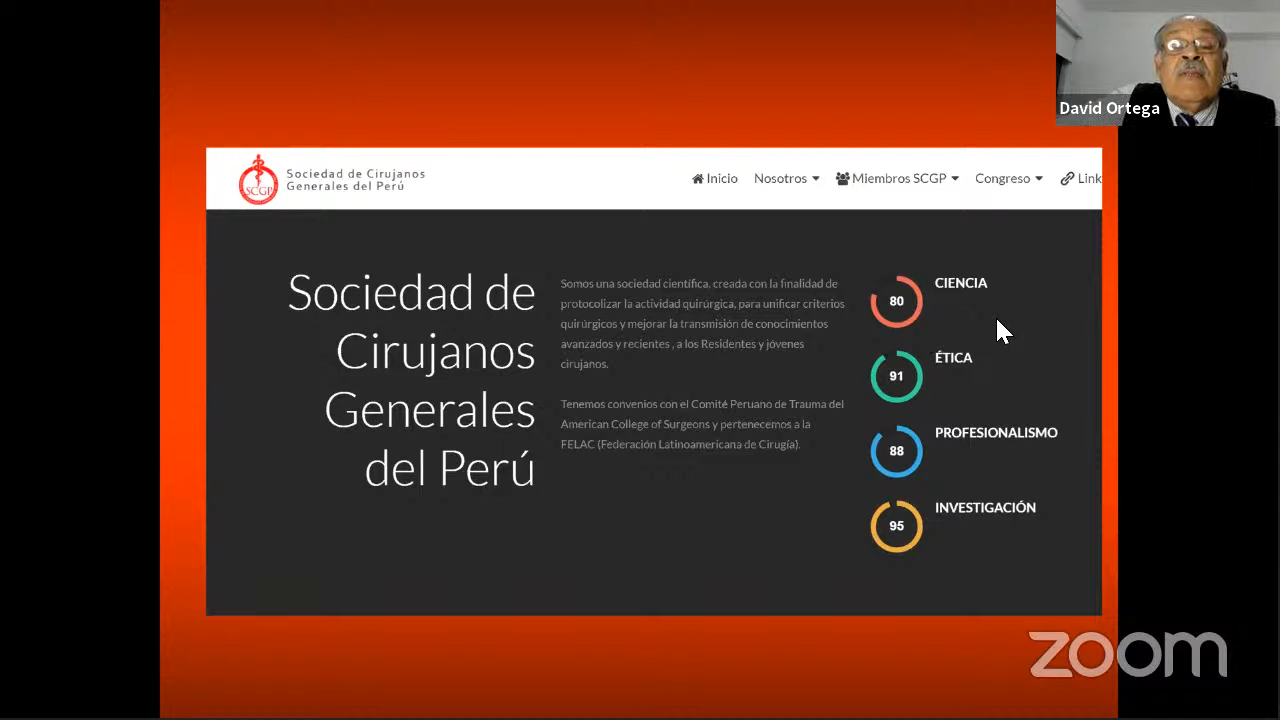 David Ortega
SCGP
Sociedad de Cirujanos
Generales del Perú
Inicio Nosotros Miembros SCGP Congreso Link
Sociedad de
Cirujanos
Generales
del Perú
Somos una sociedad científica, creada con la finalidad de
protocolizar la actividad quirúrgica, para unificar criterios
quirúrgicos y mejorar la transmisión de conocimientos
avanzados y recientes , a los Residentes y jóvenes
cirujanos.
Tenemos convenios con el Comité Peruano de Trauma del
American College of Surgeons y pertenecemos a la
FELAC (Federación Latinoamericana de Cirugía).
80 CIENCIA
91 ÉTICA
88 PROFESIONALISMO
95 INVESTIGACIÓN
zoom